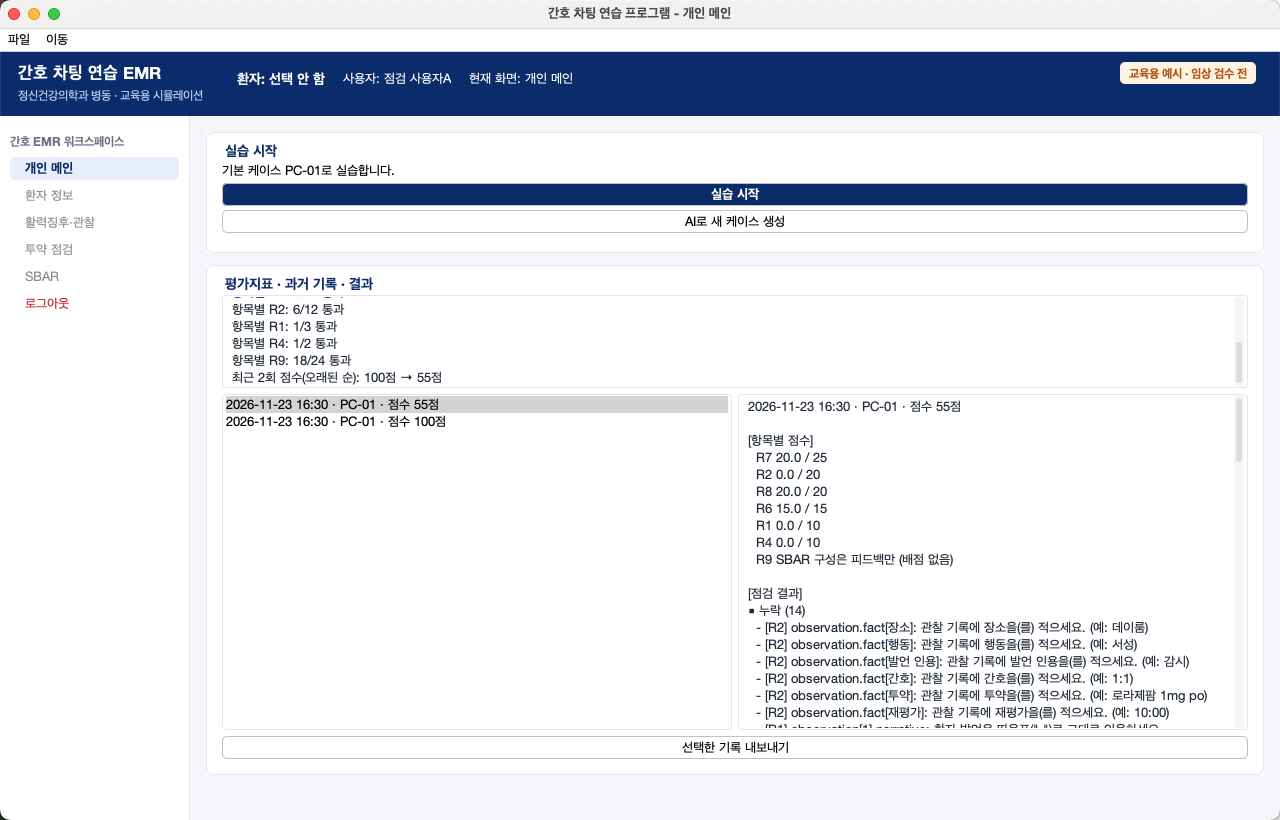 간호 차팅 연습 프로그램 - 개인 메인
파일 이동
간호 차팅 연습 EMR
정신건강의학과 병동 · 교육용 시뮬레이션
환자: 선택 안 함 사용자: 점검 사용자A 현재 화면: 개인 메인
교육용 예시 · 임상 검수 전
간호 EMR 워크스페이스
개인 메인
환자 정보
활력징후·관찰
투약 점검
SBAR
로그아웃
실습 시작
기본 케이스 PC-01로 실습합니다.
실습 시작
AI로 새 케이스 생성
평가지표 · 과거 기록 · 결과
항목별 R2: 6/12 통과
항목별 R1: 1/3 통과
항목별 R4: 1/2 통과
항목별 R9: 18/24 통과
최근 2회 점수(오래된 순): 100점 → 55점
2026-11-23 16:30 · PC-01 · 점수 55점
2026-11-23 16:30 · PC-01 · 점수 100점
2026-11-23 16:30 · PC-01 · 점수 55점
[항목별 점수]
R7 20.0 / 25
R2 0.0 / 20
R8 20.0 / 20
R6 15.0 / 15
R1 0.0 / 10
R4 0.0 / 10
R9 SBAR 구성은 피드백만 (배점 없음)
[점검 결과]
▪ 누락 (14)
- [R2] observation.fact[장소]: 관찰 기록에 장소을(를) 적으세요. (예: 데이룸)
- [R2] observation.fact[행동]: 관찰 기록에 행동을(를) 적으세요. (예: 서성)
- [R2] observation.fact[발언 인용]: 관찰 기록에 발언 인용을(를) 적으세요. (예: 감시)
- [R2] observation.fact[간호]: 관찰 기록에 간호을(를) 적으세요. (예: 1:1)
- [R2] observation.fact[투약]: 관찰 기록에 투약을(를) 적으세요. (예: 로라제팜 1mg po)
- [R2] observation.fact[재평가]: 관찰 기록에 재평가을(를) 적으세요. (예: 10:00)
선택한 기록 내보내기